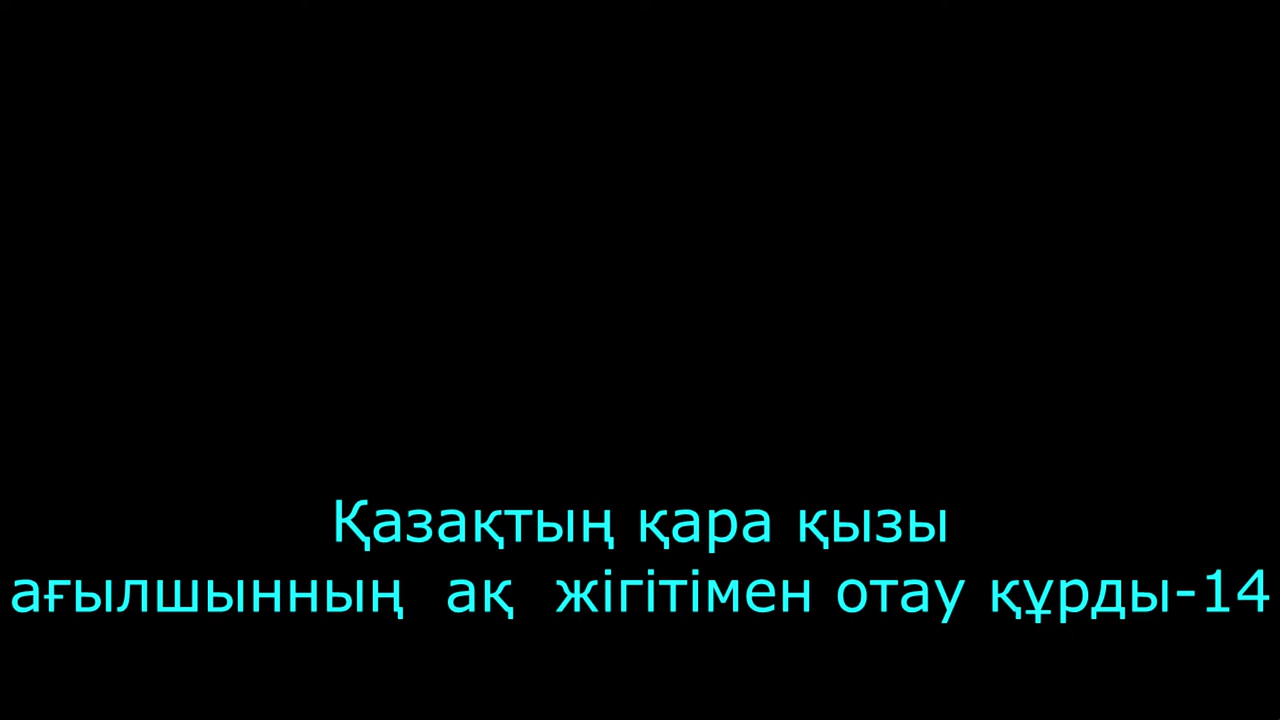 Қазақтың қара қызы
ағылшынның ақ жігітімен отау құрды-14